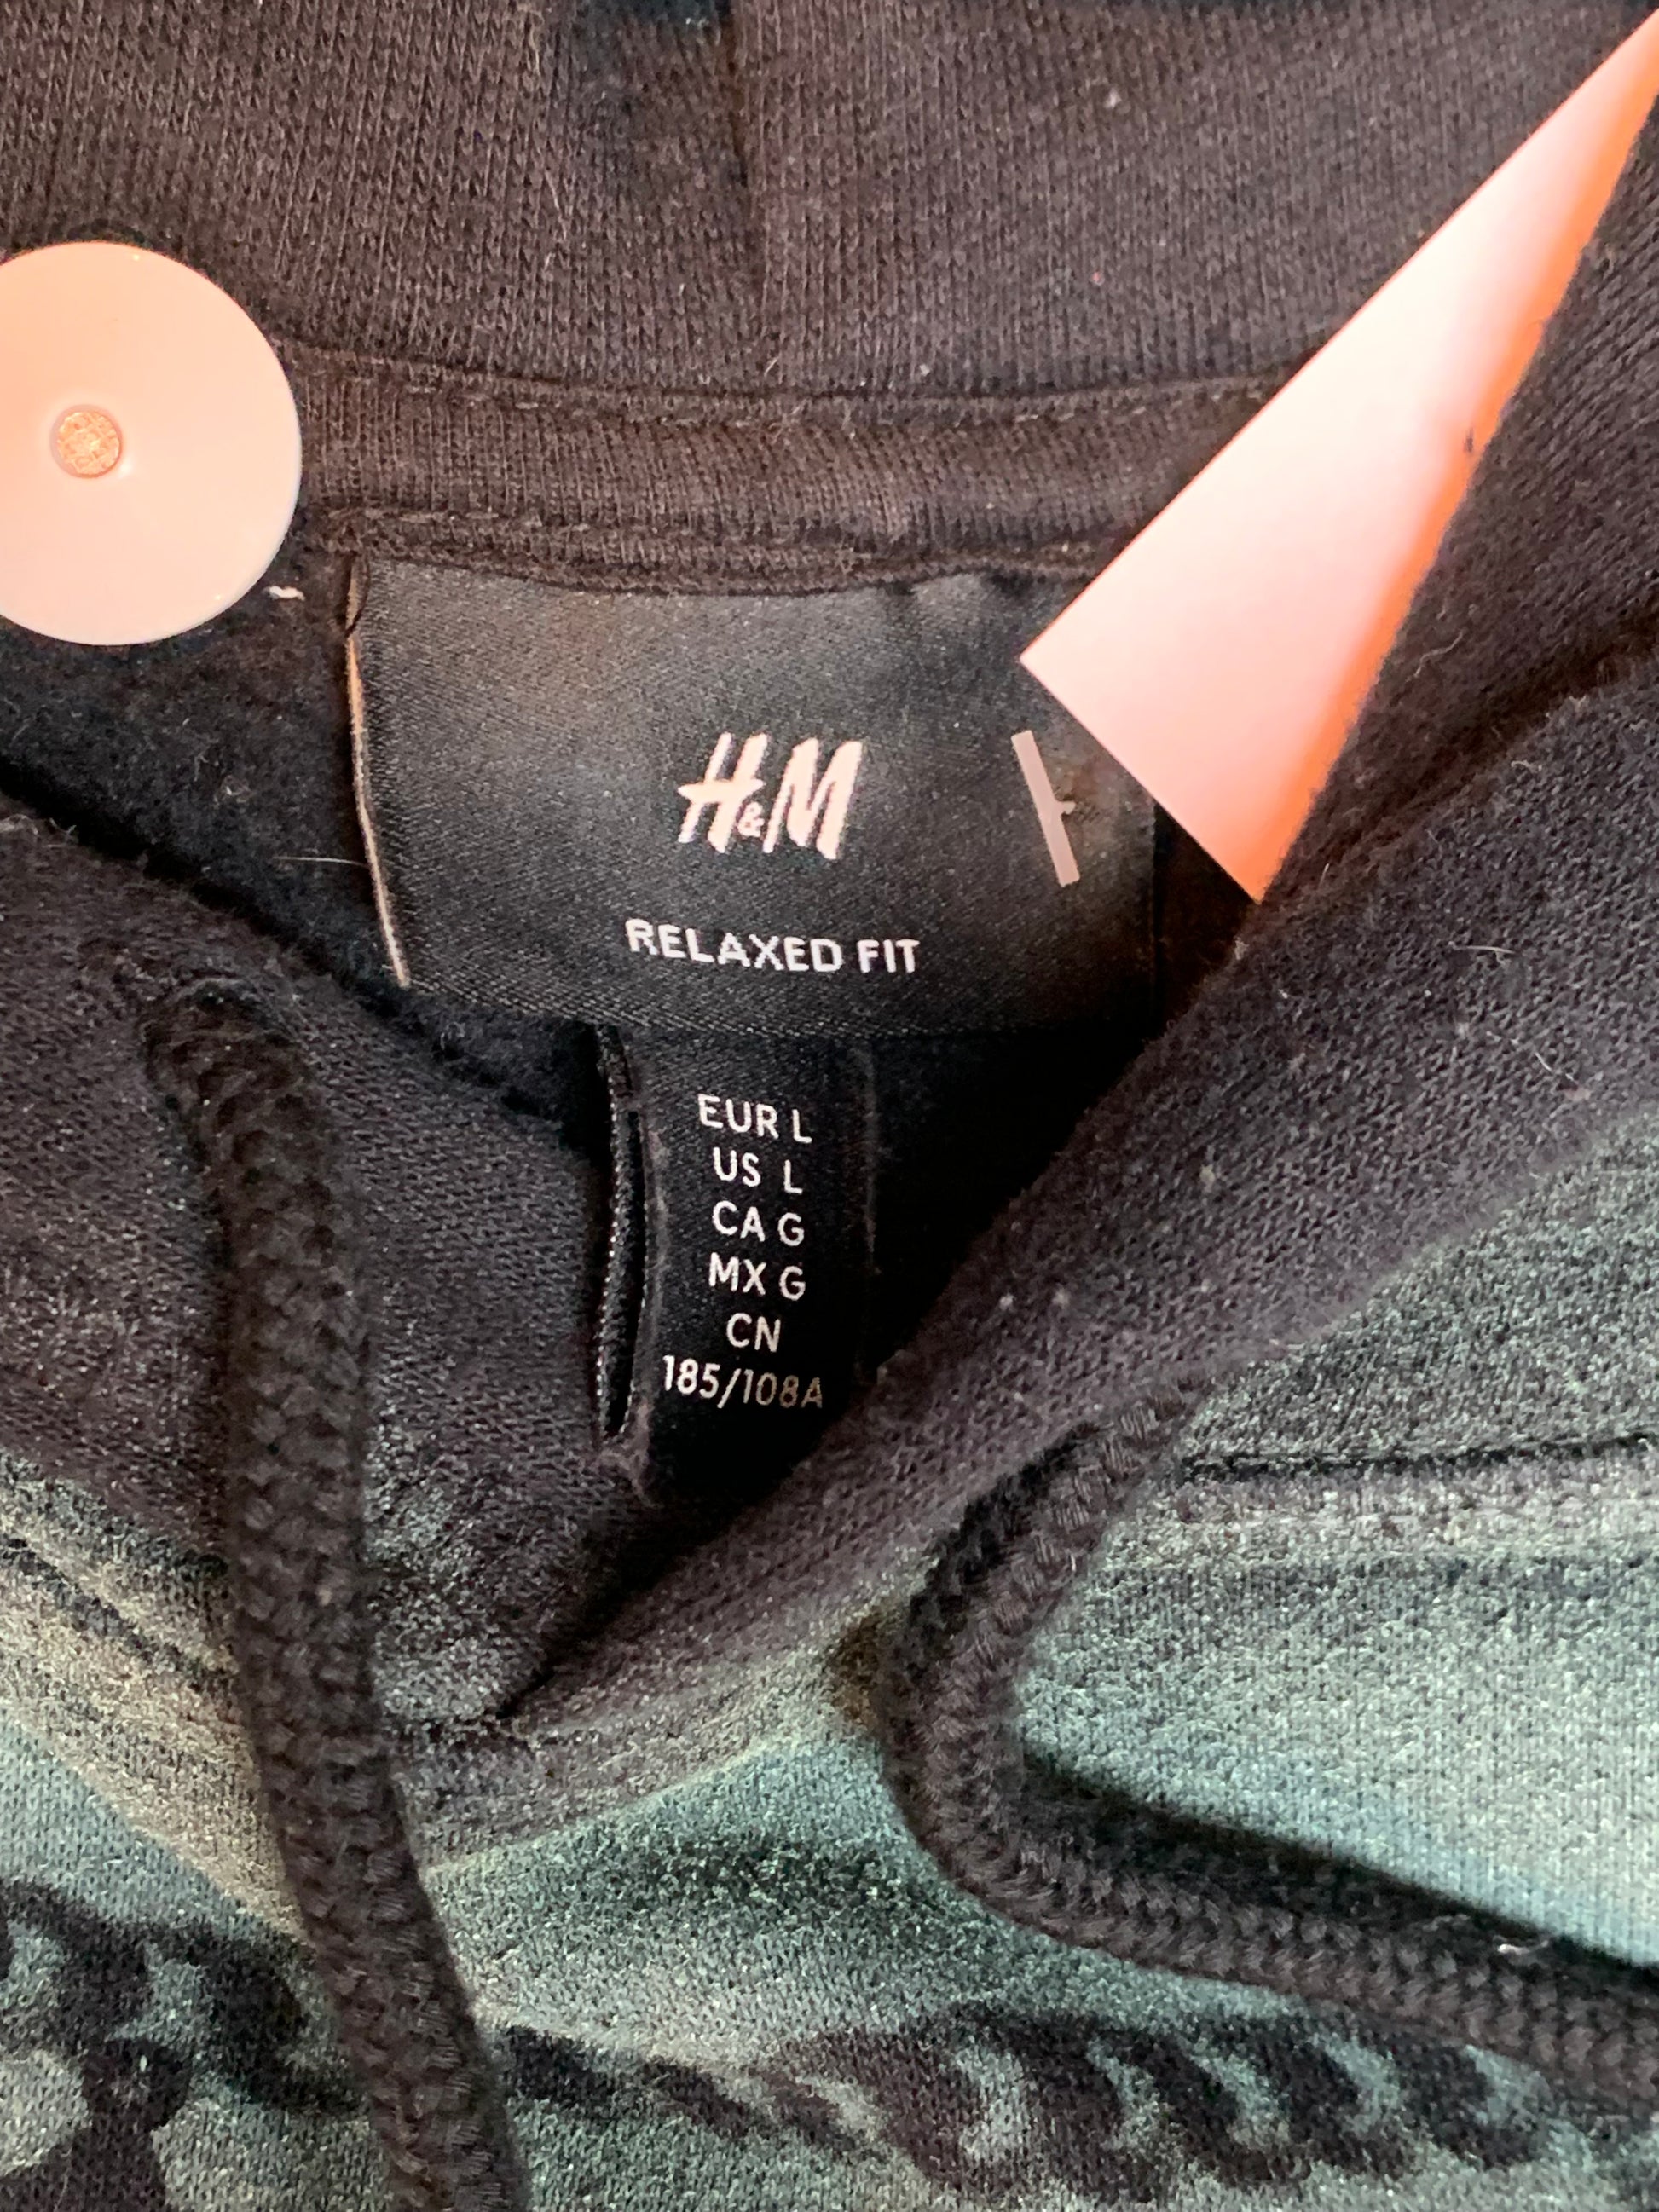 H&M
RELAXED FIT
EUR L
US L
CA G
MX G
CN
185/108A